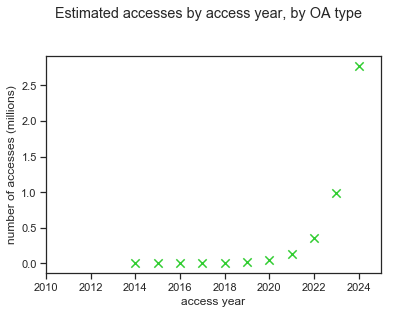 Estimated accesses by access year, by OA type
number of accesses (millions)
2.5
2.0
1.5
1.0
0.5
0.0
2010 2012 2014 2016 2018 2020 2022 2024
access year